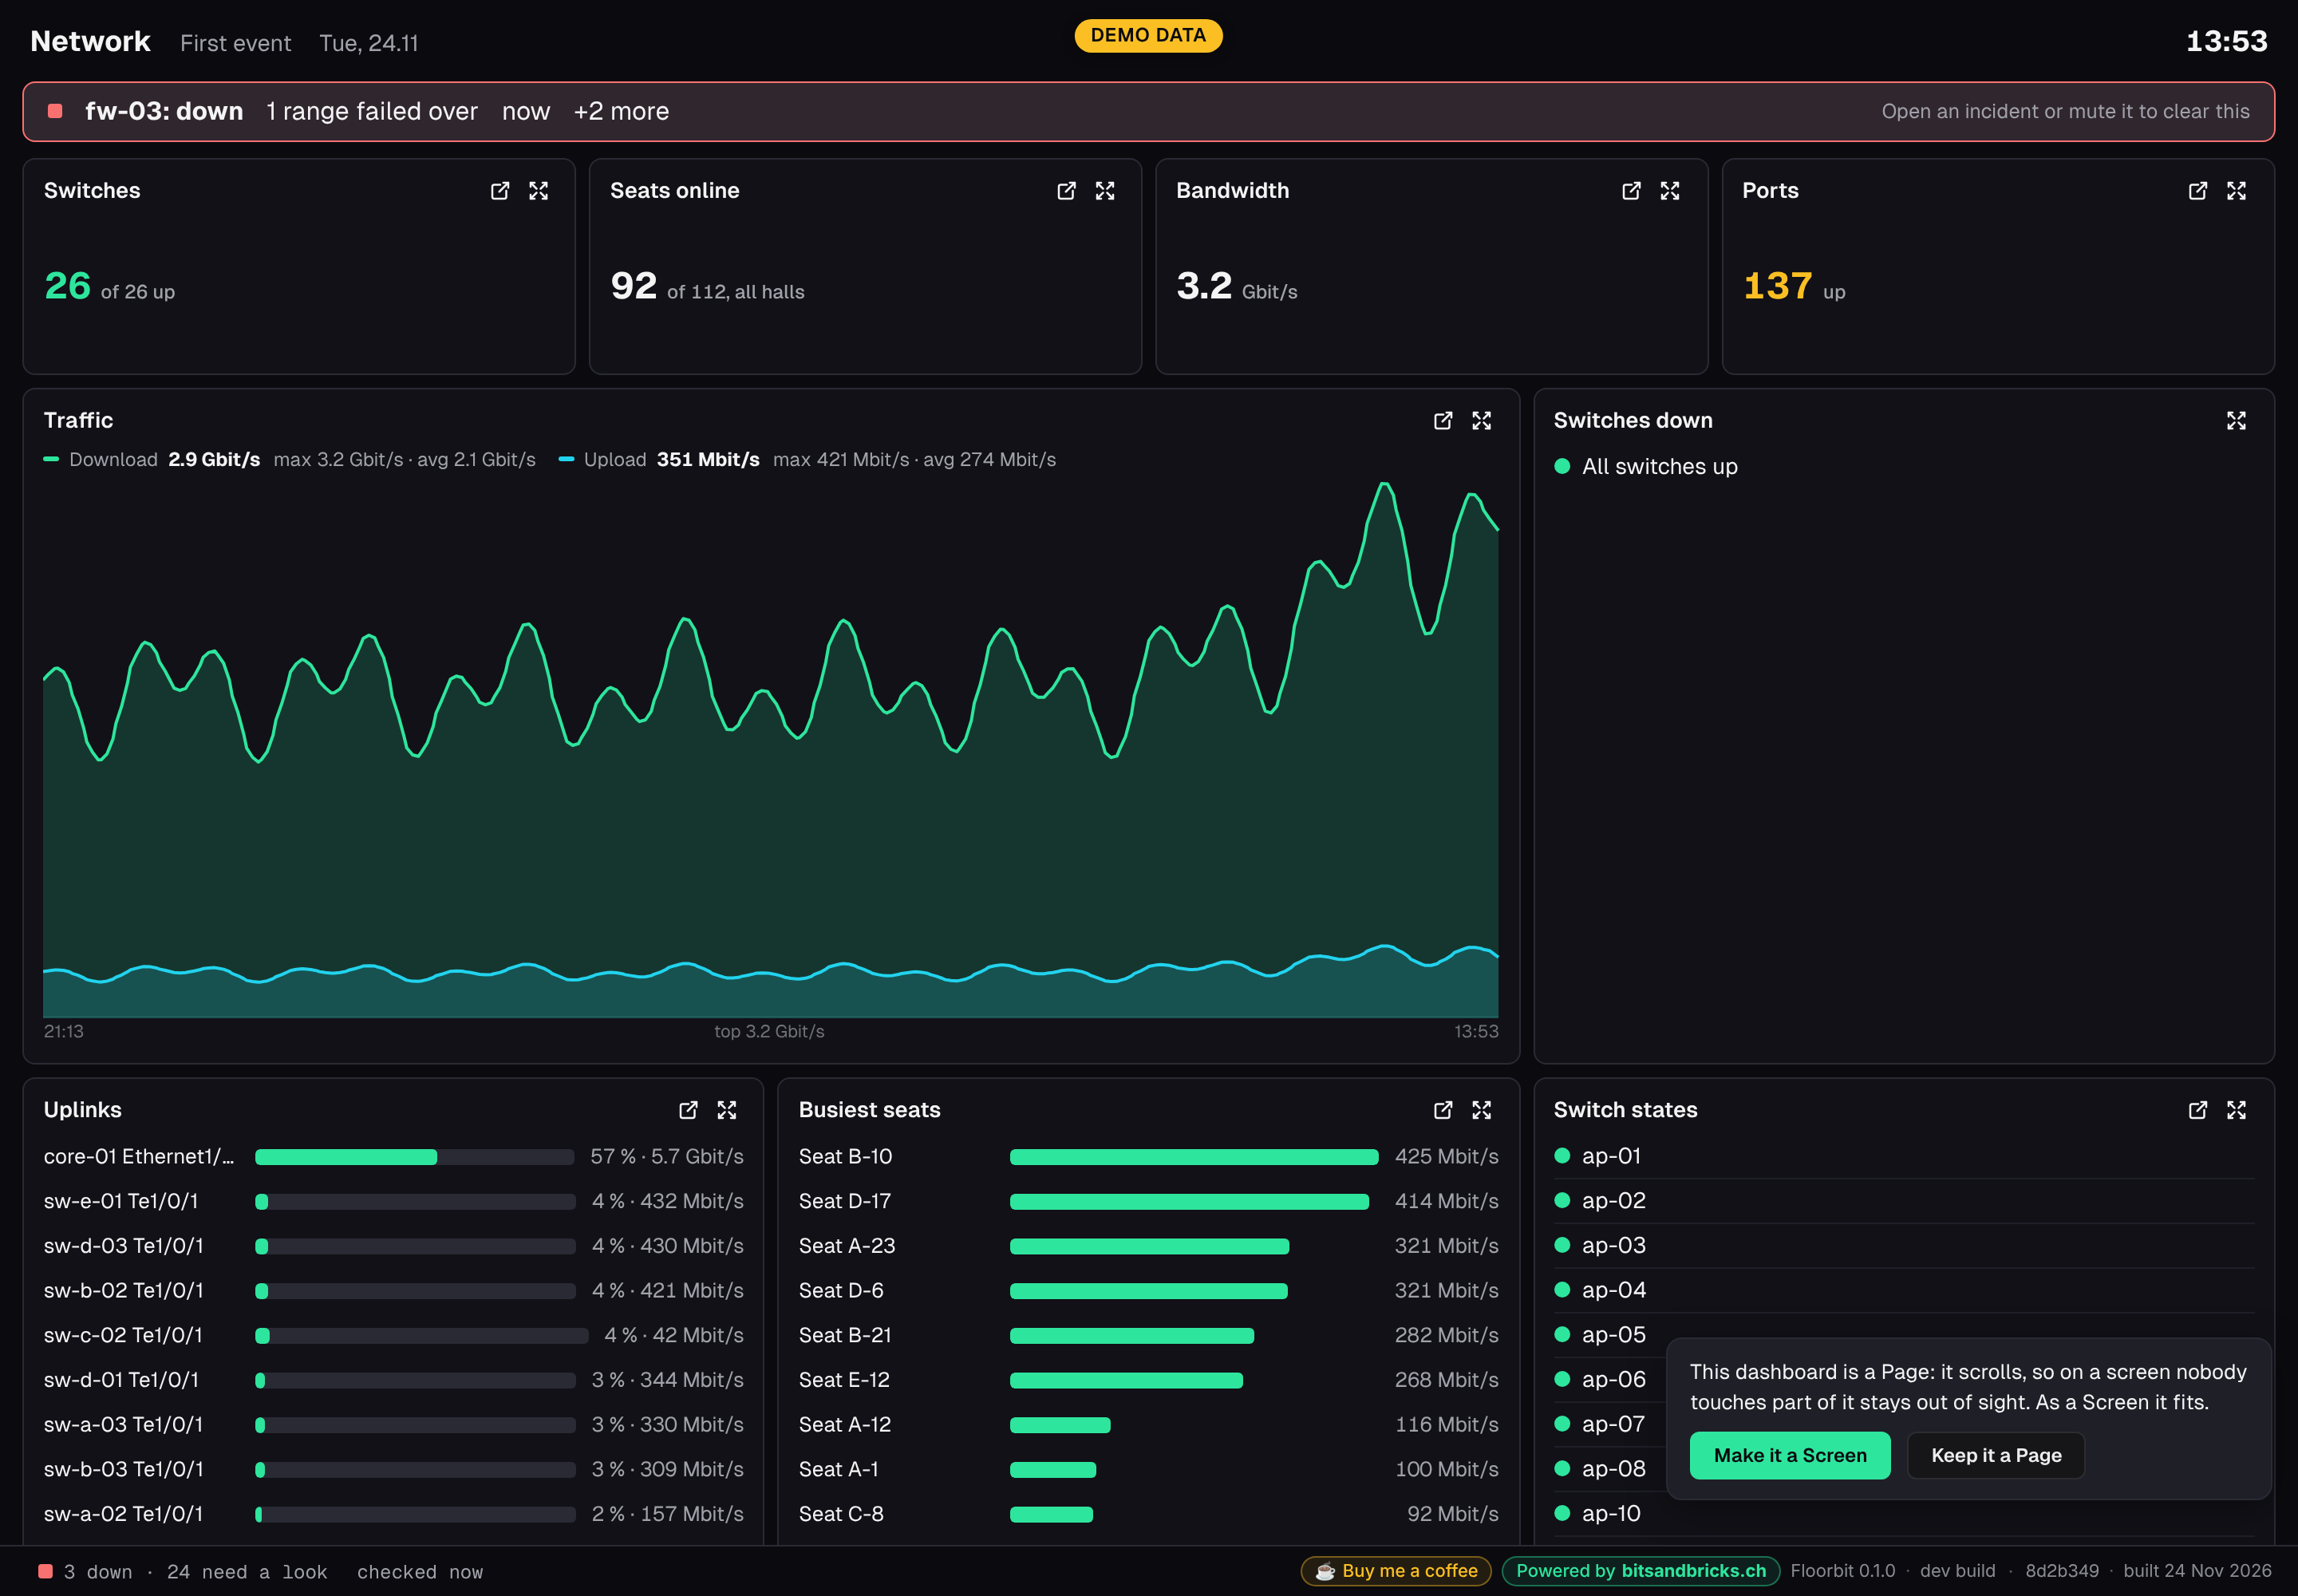 Network First event Tue, 24.11 DEMO DATA 13:53
fw-03: down 1 range failed over now +2 more Open an incident or mute it to clear this
Switches
26 of 26 up
Seats online
92 of 112, all halls
Bandwidth
3.2 Gbit/s
Ports
137 up
Traffic
Download 2.9 Gbit/s max 3.2 Gbit/s · avg 2.1 Gbit/s Upload 351 Mbit/s max 421 Mbit/s · avg 274 Mbit/s
21:13 top 3.2 Gbit/s 13:53
Switches down
All switches up
Uplinks
core-01 Ethernet1/... 57 % · 5.7 Gbit/s
sw-e-01 Te1/0/1 4 % · 432 Mbit/s
sw-d-03 Te1/0/1 4 % · 430 Mbit/s
sw-b-02 Te1/0/1 4 % · 421 Mbit/s
sw-c-02 Te1/0/1 4 % · 42 Mbit/s
sw-d-01 Te1/0/1 3 % · 344 Mbit/s
sw-a-03 Te1/0/1 3 % · 330 Mbit/s
sw-b-03 Te1/0/1 3 % · 309 Mbit/s
sw-a-02 Te1/0/1 2 % · 157 Mbit/s
Busiest seats
Seat B-10 425 Mbit/s
Seat D-17 414 Mbit/s
Seat A-23 321 Mbit/s
Seat D-6 321 Mbit/s
Seat B-21 282 Mbit/s
Seat E-12 268 Mbit/s
Seat A-12 116 Mbit/s
Seat A-1 100 Mbit/s
Seat C-8 92 Mbit/s
Switch states
ap-01
ap-02
ap-03
ap-04
ap-05
ap-06
ap-07
ap-08
ap-10
This dashboard is a Page: it scrolls, so on a screen nobody
touches part of it stays out of sight. As a Screen it fits.
Make it a Screen Keep it a Page
3 down · 24 need a look checked now
Buy me a coffee Powered by bitsandbricks.ch Floorbit 0.1.0 · dev build · 8d2b349 · built 24 Nov 2026